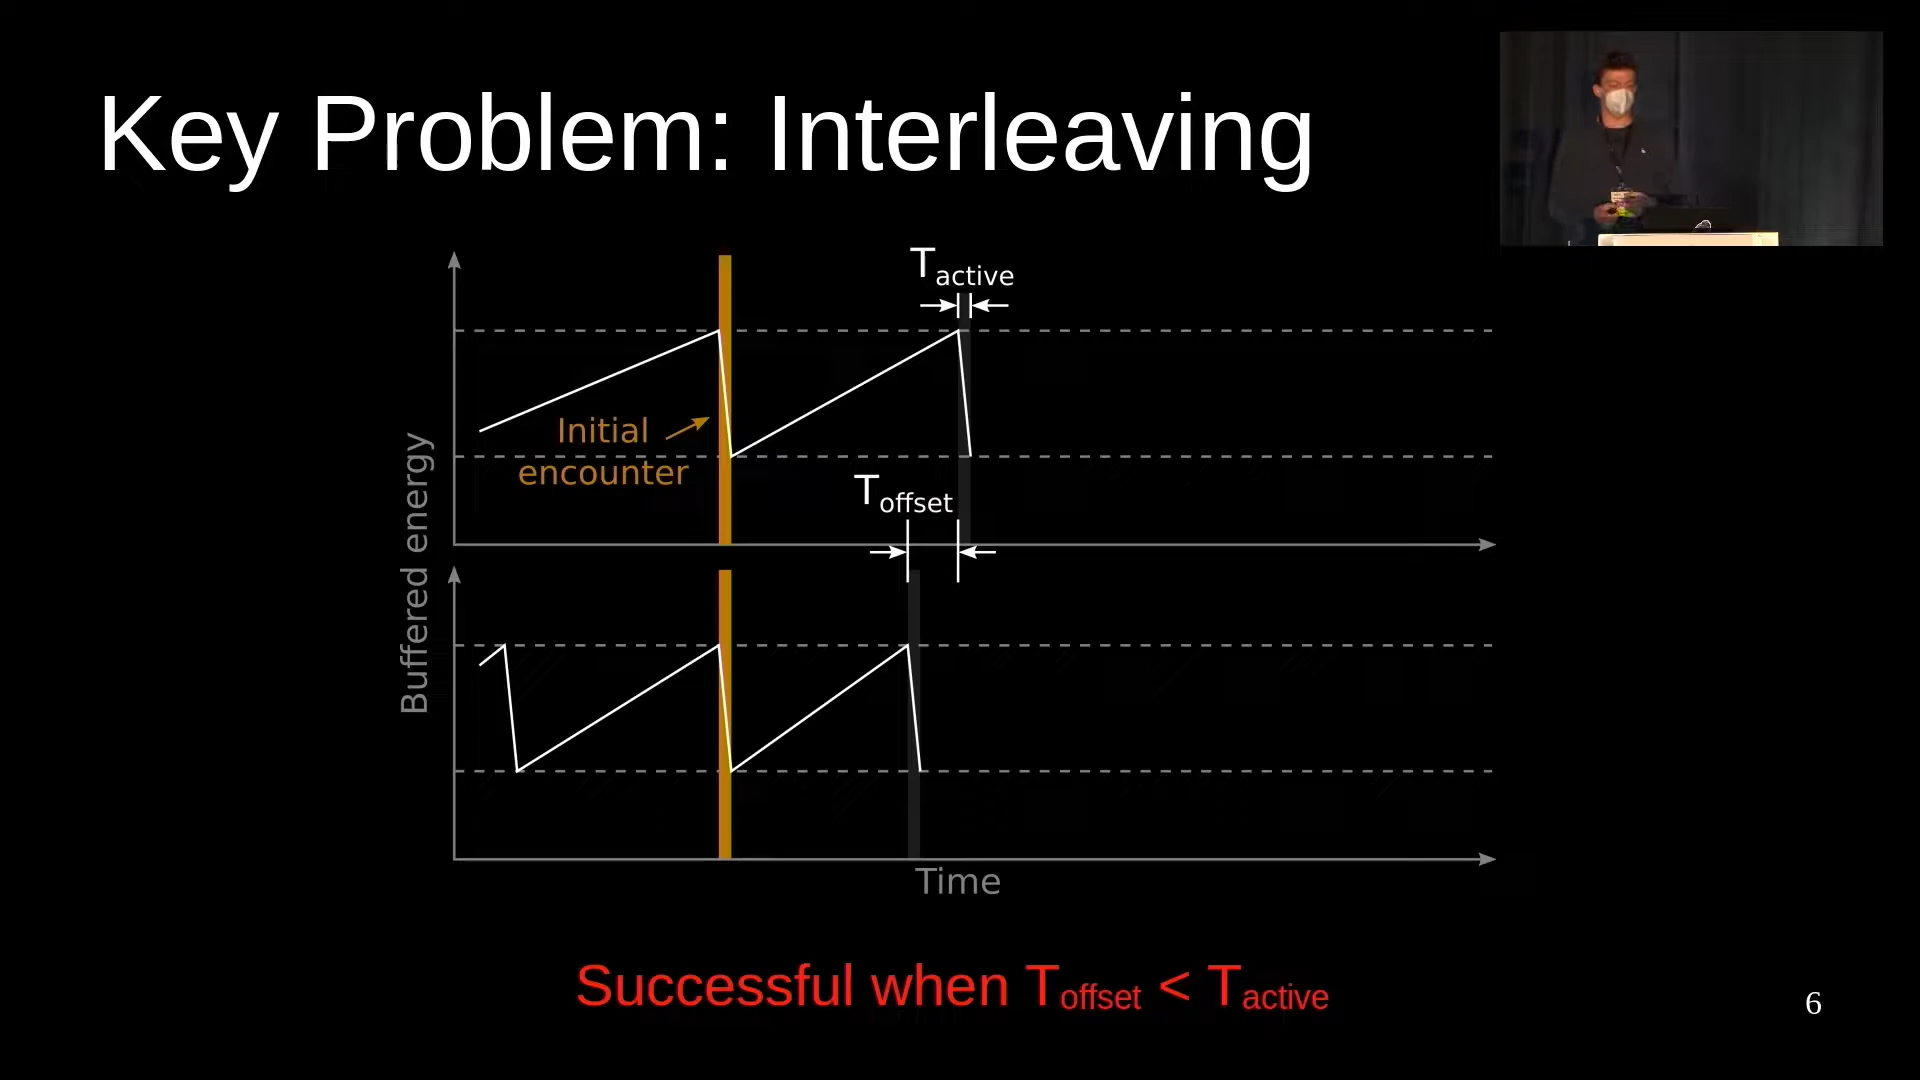 Key Problem: Interleaving
Tactive
Initial
encounter
Toffset
Buffered energy
Time
Successful when Toffset < Tactive
6